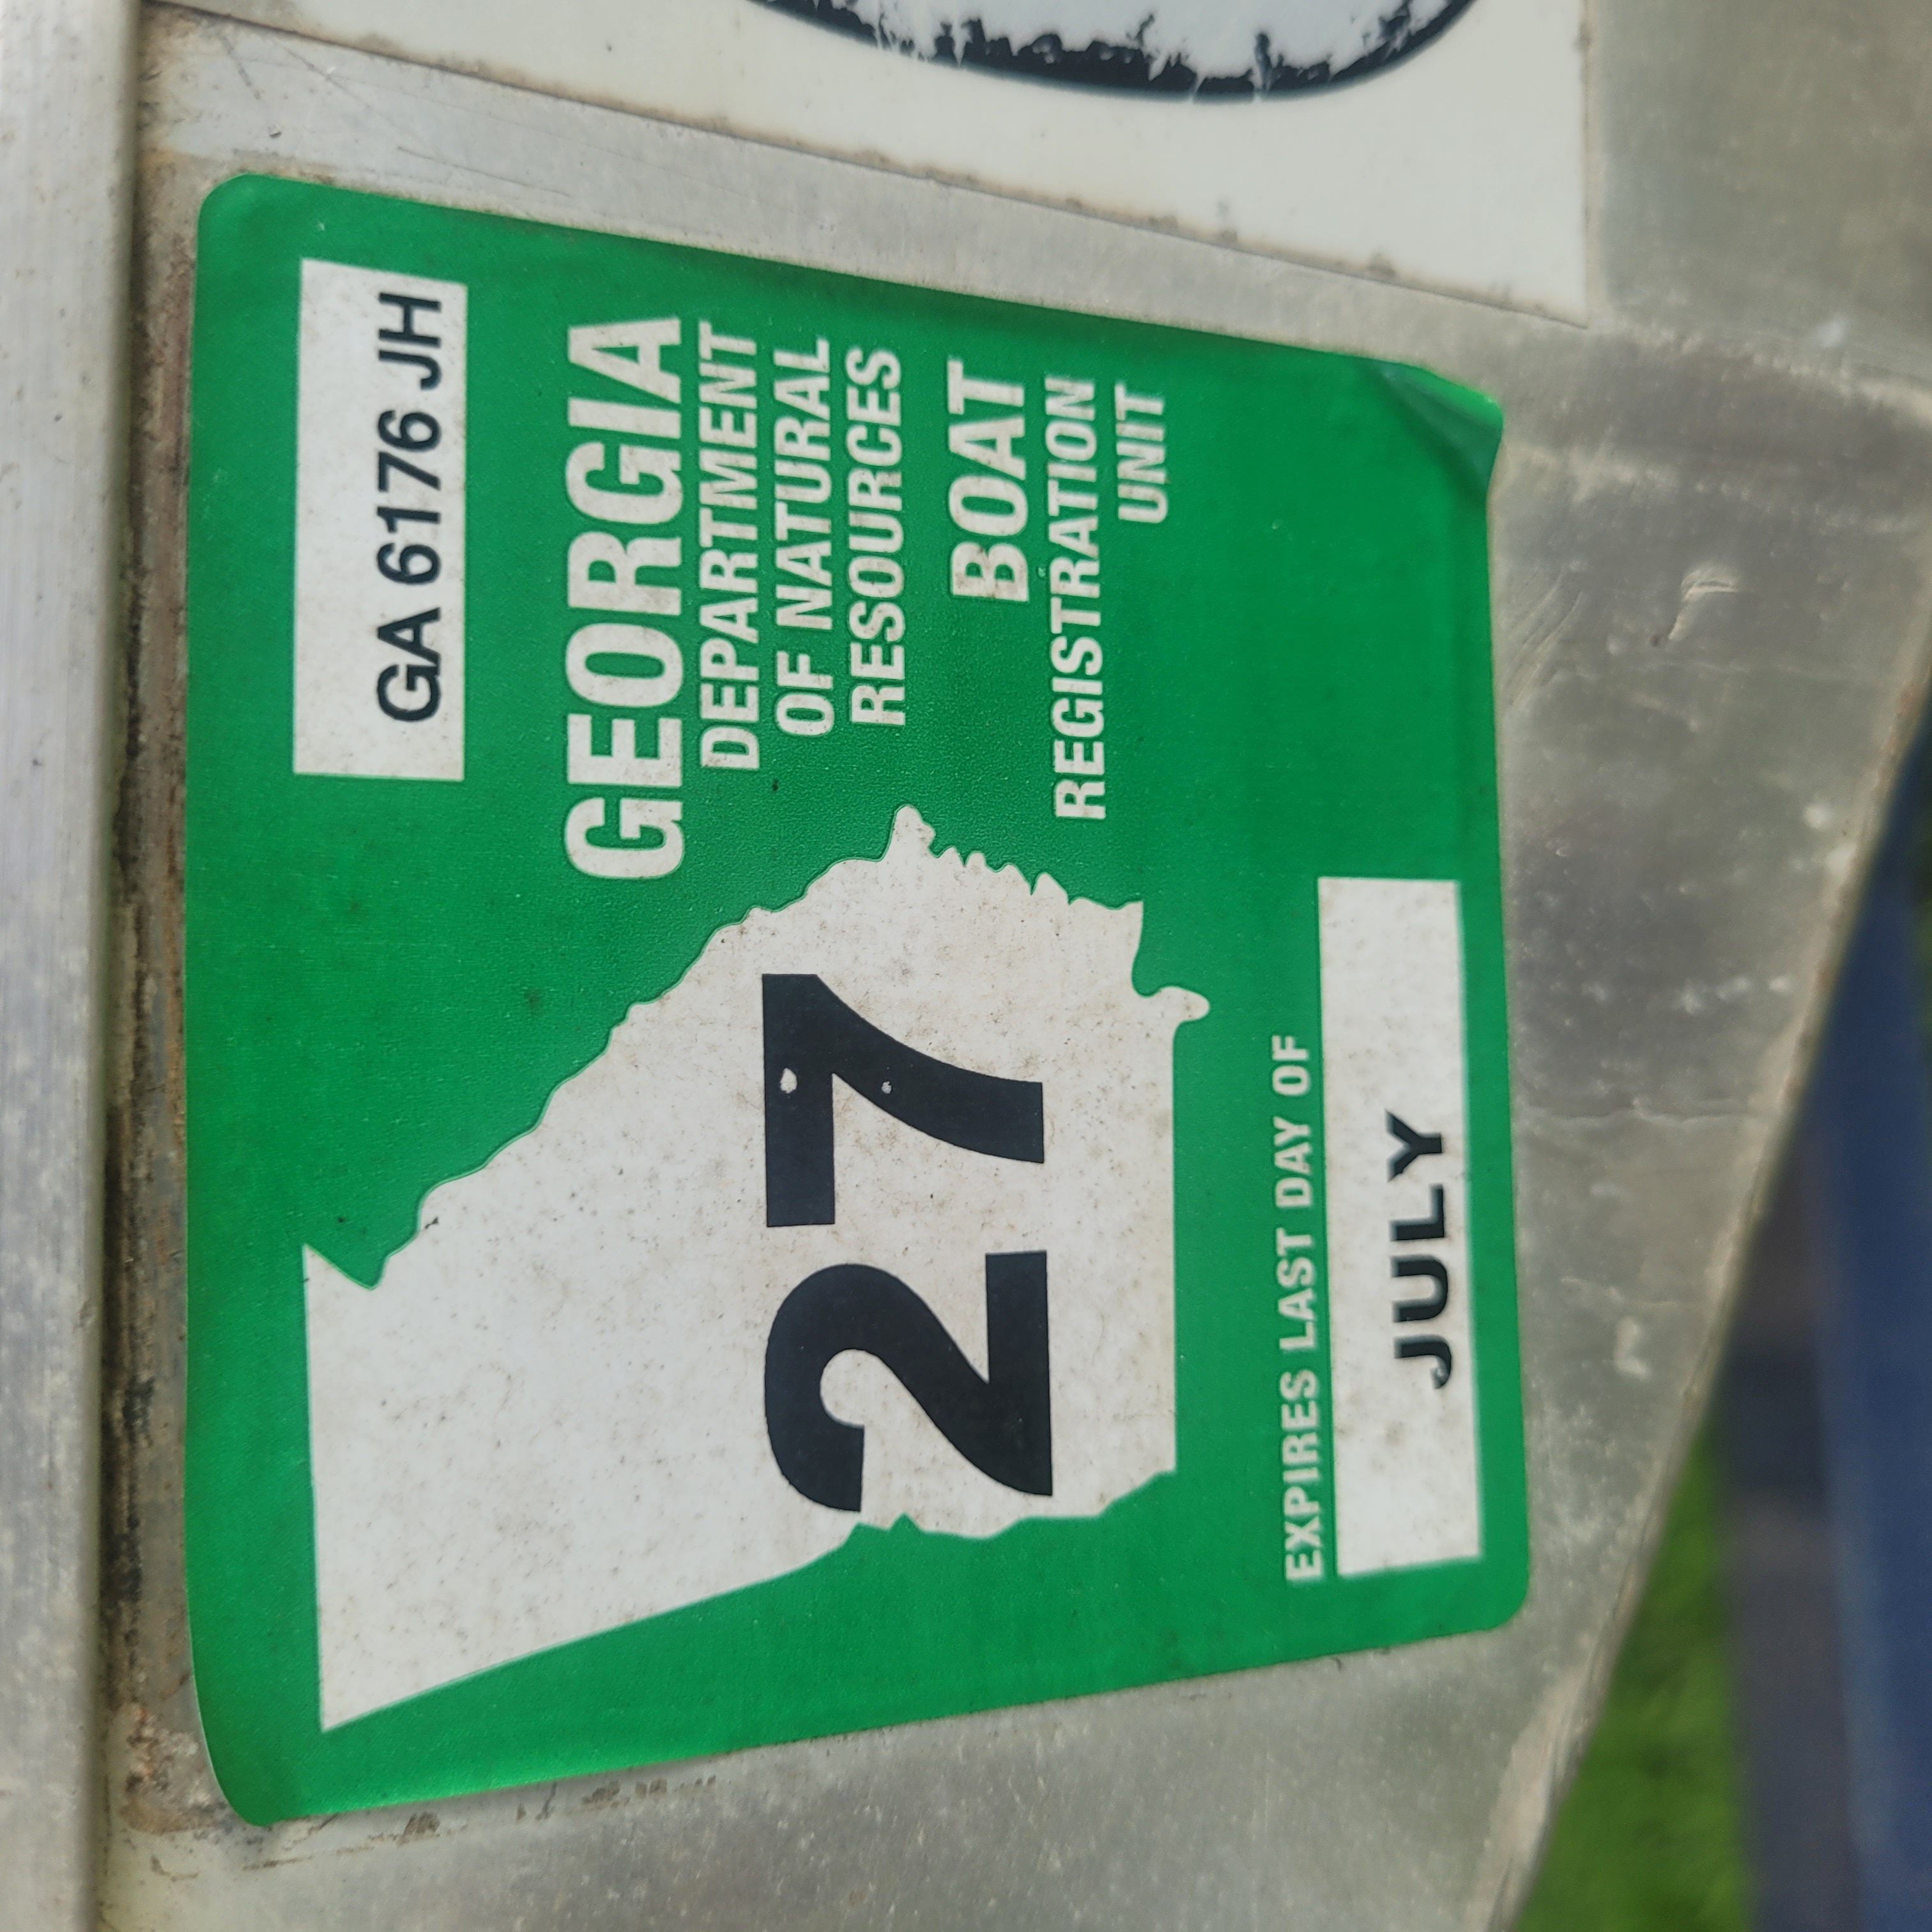 GA 6176 JH
GEORGIA
DEPARTMENT
OF NATURAL
RESOURCES
BOAT
REGISTRATION
UNIT
27
EXPIRES LAST DAY OF
JULY